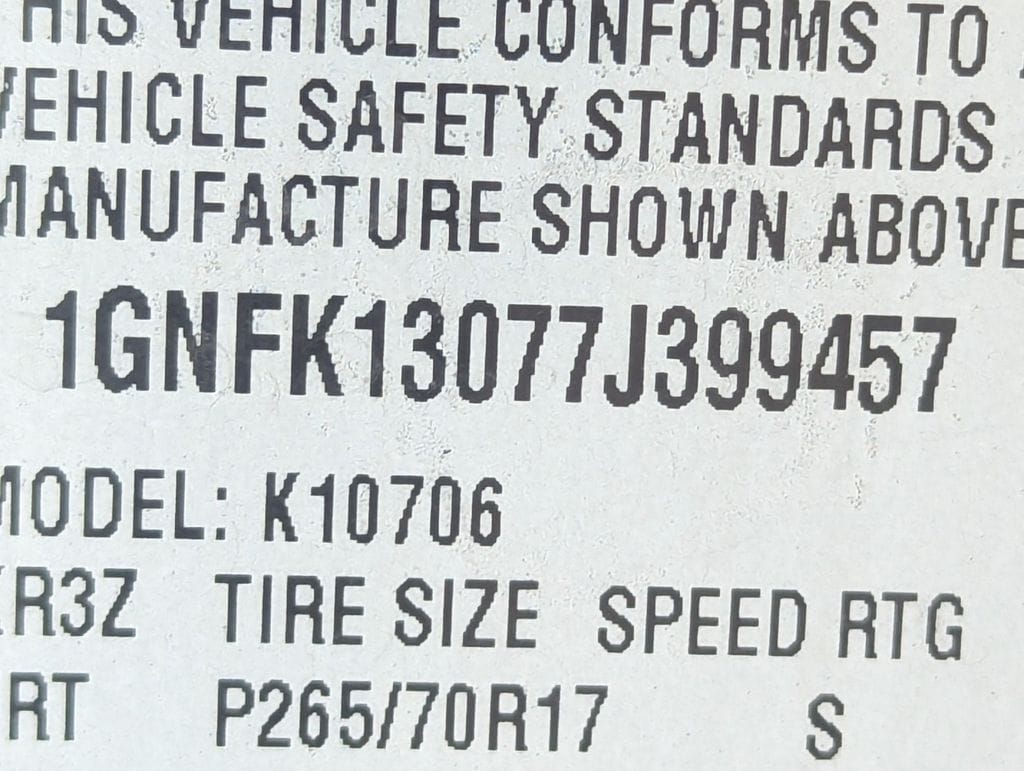 THIS VEHICLE CONFORMS TO
VEHICLE SAFETY STANDARDS
MANUFACTURE SHOWN ABOVE
1GNFK13077J399457
MODEL: K10706
R3Z TIRE SIZE SPEED RTG
RT P265/70R17 S